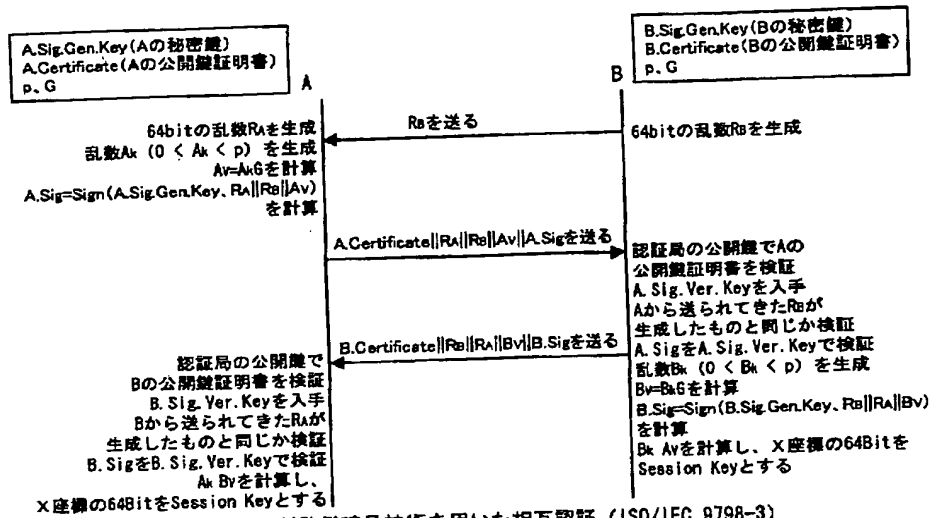 A.Sig.Gen.Key(Aの秘密鍵)
A.Certificate(Aの公開鍵証明書)
p、G
B.Sig.Gen.Key(Bの秘密鍵)
B.Certificate(Bの公開鍵証明書)
p、G
A
B
64bitの乱数RAを生成
乱数Ak (0 < Ak < p) を生成
Av=AkGを計算
A.Sig=Sign(A.Sig.Gen.Key、RA||RB||Av)
を計算
RBを送る
64bitの乱数RBを生成
A.Certificate||RA||RB||Av||A.Sigを送る
認証局の公開鍵でAの
公開鍵証明書を検証
A.Sig.Ver.Keyを入手
Aから送られてきたRBが
生成したものと同じか検証
A.SigをA.Sig.Ver.Keyで検証
乱数Bk (0 < Bk < p) を生成
Bv=BkGを計算
B.Sig=Sign(B.Sig.Gen.Key、RB||RA||Bv)
を計算
Bk Avを計算し、X座標の64Bitを
Session Keyとする
B.Certificate||RB||RA||Bv||B.Sigを送る
認証局の公開鍵で
Bの公開鍵証明書を検証
B.Sig.Ver.Keyを入手
Bから送られてきたRAが
生成したものと同じか検証
B.SigをB.Sig.Ver.Keyで検証
Ak Bvを計算し、
X座標の64BitをSession Keyとする
技術を用いた相互認証 (ISO/IEC 9798-3)